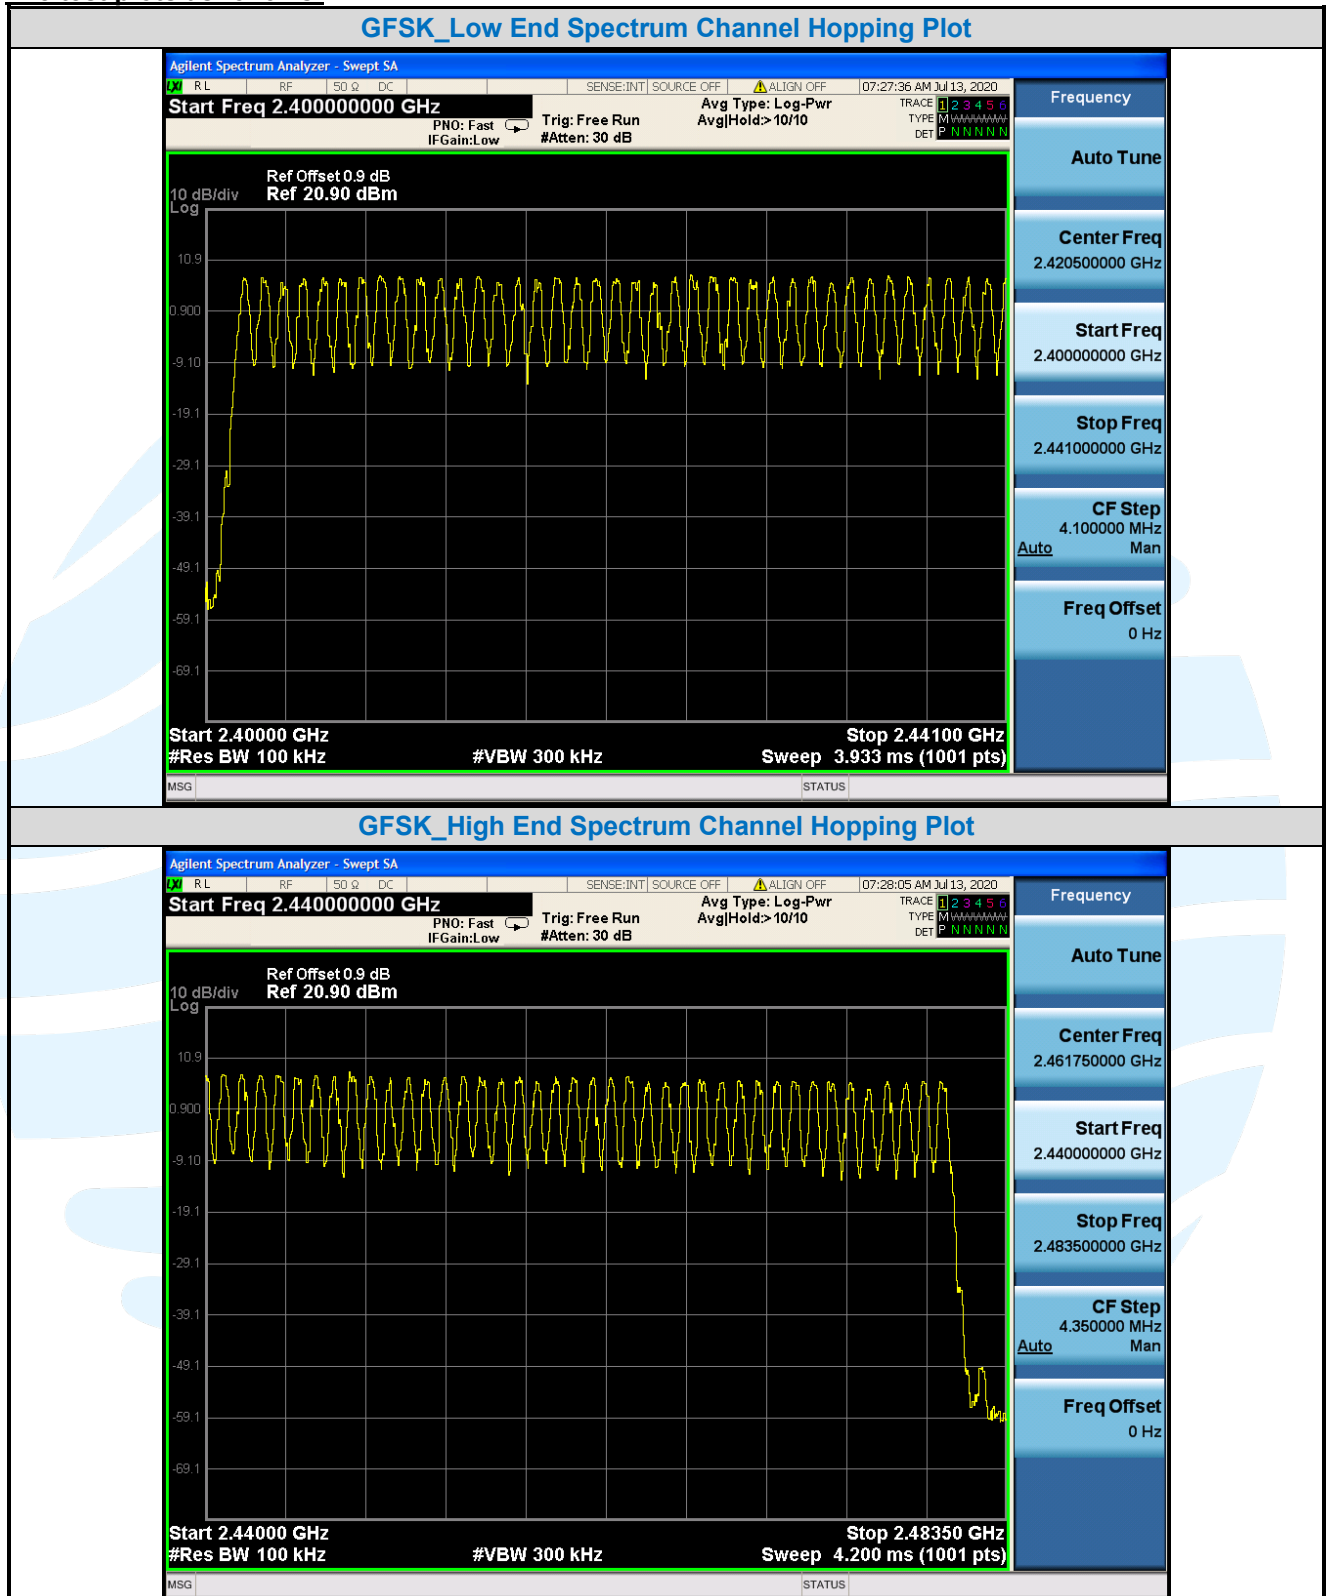 GFSK_Low End Spectrum Channel Hopping Plot
Agilent Spectrum Analyzer - Swept SA
LXI RL RF 50 Ω DC SENSE:INT SOURCE OFF ALIGN OFF 07:27:36 AM Jul 13, 2020
Start Freq 2.400000000 GHz
PNO: Fast
IFGain:Low
Trig: Free Run
#Atten: 30 dB
Avg Type: Log-Pwr
Avg|Hold:>10/10
TRACE 1 2 3 4 5 6
TYPE M
DET P N N N N N
Frequency
Auto Tune
Center Freq
2.420500000 GHz
Start Freq
2.400000000 GHz
Stop Freq
2.441000000 GHz
CF Step
4.100000 MHz
Auto Man
Freq Offset
0 Hz
Ref Offset 0.9 dB
10 dB/div Ref 20.90 dBm
Log
10.9
0.900
-9.10
-19.1
-29.1
-39.1
-49.1
-59.1
-69.1
Start 2.40000 GHz Stop 2.44100 GHz
#Res BW 100 kHz #VBW 300 kHz Sweep 3.933 ms (1001 pts)
MSG STATUS
GFSK_High End Spectrum Channel Hopping Plot
Agilent Spectrum Analyzer - Swept SA
LXI RL RF 50 Ω DC SENSE:INT SOURCE OFF ALIGN OFF 07:28:05 AM Jul 13, 2020
Start Freq 2.440000000 GHz
PNO: Fast
IFGain:Low
Trig: Free Run
#Atten: 30 dB
Avg Type: Log-Pwr
Avg|Hold:>10/10
TRACE 1 2 3 4 5 6
TYPE M
DET P N N N N N
Frequency
Auto Tune
Center Freq
2.461750000 GHz
Start Freq
2.440000000 GHz
Stop Freq
2.483500000 GHz
CF Step
4.350000 MHz
Auto Man
Freq Offset
0 Hz
Ref Offset 0.9 dB
10 dB/div Ref 20.90 dBm
Log
10.9
0.900
-9.10
-19.1
-29.1
-39.1
-49.1
-59.1
-69.1
Start 2.44000 GHz Stop 2.48350 GHz
#Res BW 100 kHz #VBW 300 kHz Sweep 4.200 ms (1001 pts)
MSG STATUS